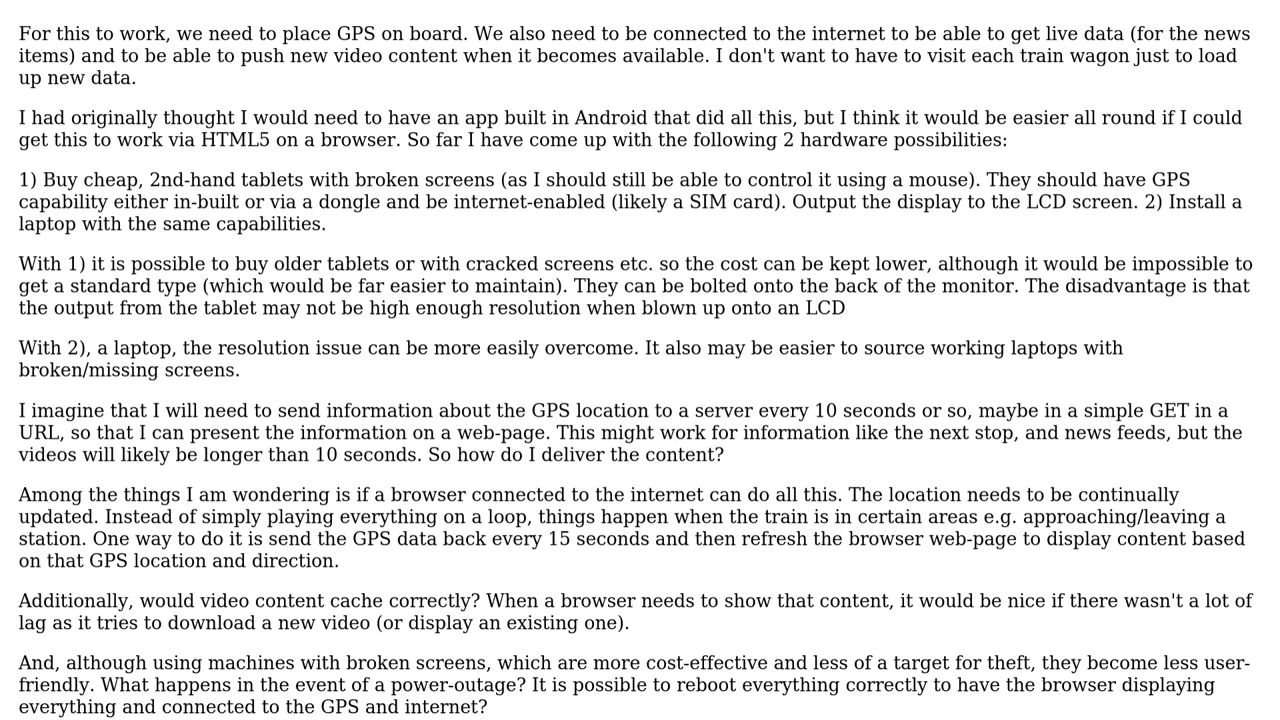 For this to work, we need to place GPS on board. We also need to be connected to the internet to be able to get live data (for the news
items) and to be able to push new video content when it becomes available. I don't want to have to visit each train wagon just to load
up new data.
I had originally thought I would need to have an app built in Android that did all this, but I think it would be easier all round if I could
get this to work via HTML5 on a browser. So far I have come up with the following 2 hardware possibilities:
1) Buy cheap, 2nd-hand tablets with broken screens (as I should still be able to control it using a mouse). They should have GPS
capability either in-built or via a dongle and be internet-enabled (likely a SIM card). Output the display to the LCD screen. 2) Install a
laptop with the same capabilities.
With 1) it is possible to buy older tablets or with cracked screens etc. so the cost can be kept lower, although it would be impossible to
get a standard type (which would be far easier to maintain). They can be bolted onto the back of the monitor. The disadvantage is that
the output from the tablet may not be high enough resolution when blown up onto an LCD
With 2), a laptop, the resolution issue can be more easily overcome. It also may be easier to source working laptops with
broken/missing screens.
I imagine that I will need to send information about the GPS location to a server every 10 seconds or so, maybe in a simple GET in a
URL, so that I can present the information on a web-page. This might work for information like the next stop, and news feeds, but the
videos will likely be longer than 10 seconds. So how do I deliver the content?
Among the things I am wondering is if a browser connected to the internet can do all this. The location needs to be continually
updated. Instead of simply playing everything on a loop, things happen when the train is in certain areas e.g. approaching/leaving a
station. One way to do it is send the GPS data back every 15 seconds and then refresh the browser web-page to display content based
on that GPS location and direction.
Additionally, would video content cache correctly? When a browser needs to show that content, it would be nice if there wasn't a lot of
lag as it tries to download a new video (or display an existing one).
And, although using machines with broken screens, which are more cost-effective and less of a target for theft, they become less user-
friendly. What happens in the event of a power-outage? It is possible to reboot everything correctly to have the browser displaying
everything and connected to the GPS and internet?